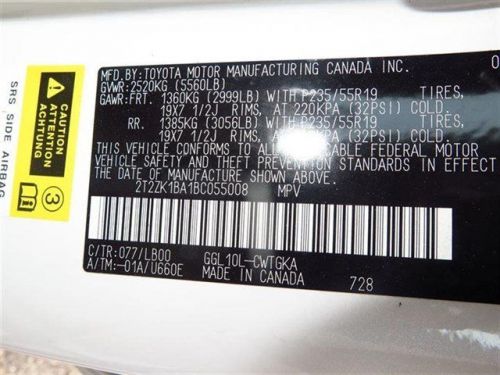 MFD.BY:TOYOTA MOTOR MANUFACTURING CANADA INC. 0
GVWR:2520KG (5560LB)
GAWR:FRT. 1360KG (2999LB) WITH P235/55R19 TIRES,
19X7 1/2J RIMS, AT 220KPA (32PSI) COLD.
RR. 1385KG (3056LB) WITH P235/55R19 TIRES,
19X7 1/2J RIMS, AT 220KPA (32PSI) COLD.
THIS VEHICLE CONFORMS TO ALL APPLICABLE FEDERAL MOTOR
VEHICLE SAFETY AND THEFT PREVENTION STANDARDS IN EFFECT
THE DATE OF MANUFACTURE SHOWN ABOVE.
2T2ZK1BA1BC055008 MPV
C/TR:077/LB00 GGL10L-CWTGKA
A/TM:-01A/U660E MADE IN CANADA 728
SRS SIDE AIRBAG
CAUTION
ATTENTION
ACHTUNG
3